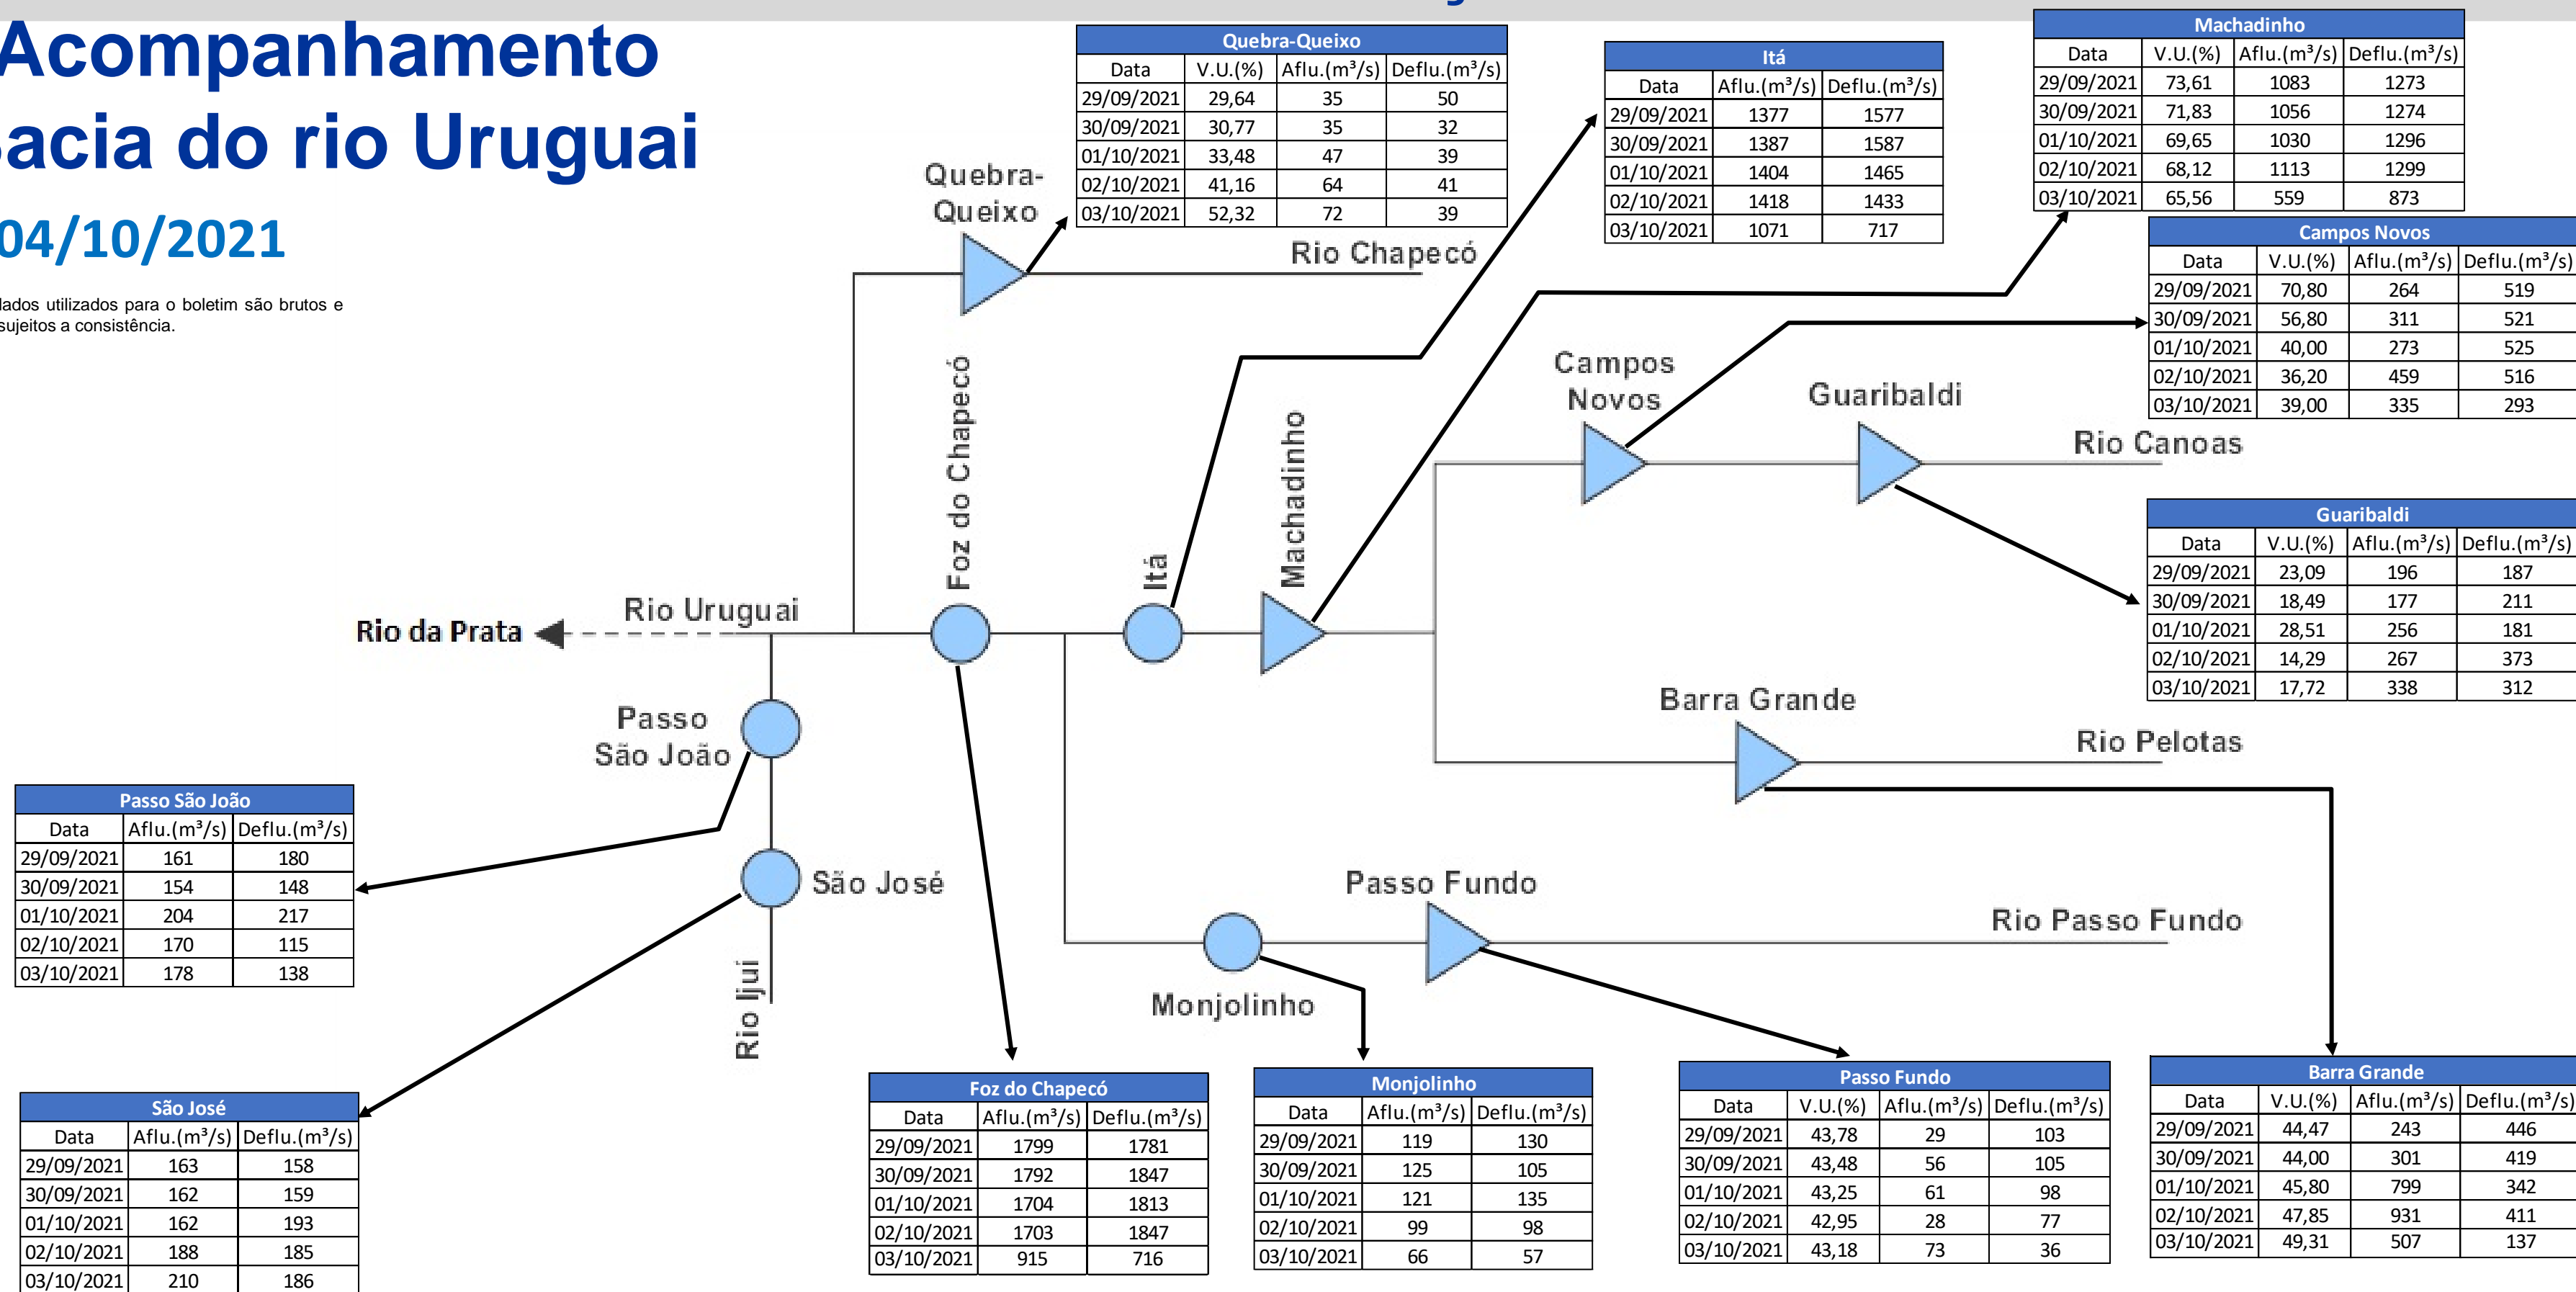 Acompanhamento
acia do rio Uruguai
04/10/2021
dados utilizados para o boletim são brutos e
sujeitos a consistência.
Quebra-Queixo
Data V.U.(%) Aflu.(m³/s) Deflu.(m³/s)
29/09/2021 29,64 35 50
30/09/2021 30,77 35 32
01/10/2021 33,48 47 39
02/10/2021 41,16 64 41
03/10/2021 52,32 72 39
Itá
Data Aflu.(m³/s) Deflu.(m³/s)
29/09/2021 1377 1577
30/09/2021 1387 1587
01/10/2021 1404 1465
02/10/2021 1418 1433
03/10/2021 1071 717
Machadinho
Data V.U.(%) Aflu.(m³/s) Deflu.(m³/s)
29/09/2021 73,61 1083 1273
30/09/2021 71,83 1056 1274
01/10/2021 69,65 1030 1296
02/10/2021 68,12 1113 1299
03/10/2021 65,56 559 873
Campos Novos
Data V.U.(%) Aflu.(m³/s) Deflu.(m³/s)
29/09/2021 70,80 264 519
30/09/2021 56,80 311 521
01/10/2021 40,00 273 525
02/10/2021 36,20 459 516
03/10/2021 39,00 335 293
Quebra-
Queixo
Rio Chapecó
Foz do Chapecó
Itá
Machadinho
Campos
Novos
Guaribaldi
Rio Canoas
Guaribaldi
Data V.U.(%) Aflu.(m³/s) Deflu.(m³/s)
29/09/2021 23,09 196 187
30/09/2021 18,49 177 211
01/10/2021 28,51 256 181
02/10/2021 14,29 267 373
03/10/2021 17,72 338 312
Rio da Prata
Rio Uruguai
Passo
São João
Barra Grande
Rio Pelotas
São José
Rio Ijuí
Passo Fundo
Rio Passo Fundo
Monjolinho
Passo São João
Data Aflu.(m³/s) Deflu.(m³/s)
29/09/2021 161 180
30/09/2021 154 148
01/10/2021 204 217
02/10/2021 170 115
03/10/2021 178 138
São José
Data Aflu.(m³/s) Deflu.(m³/s)
29/09/2021 163 158
30/09/2021 162 159
01/10/2021 162 193
02/10/2021 188 185
03/10/2021 210 186
Foz do Chapecó
Data Aflu.(m³/s) Deflu.(m³/s)
29/09/2021 1799 1781
30/09/2021 1792 1847
01/10/2021 1704 1813
02/10/2021 1703 1847
03/10/2021 915 716
Monjolinho
Data Aflu.(m³/s) Deflu.(m³/s)
29/09/2021 119 130
30/09/2021 125 105
01/10/2021 121 135
02/10/2021 99 98
03/10/2021 66 57
Passo Fundo
Data V.U.(%) Aflu.(m³/s) Deflu.(m³/s)
29/09/2021 43,78 29 103
30/09/2021 43,48 56 105
01/10/2021 43,25 61 98
02/10/2021 42,95 28 77
03/10/2021 43,18 73 36
Barra Grande
Data V.U.(%) Aflu.(m³/s) Deflu.(m³/s)
29/09/2021 44,47 243 446
30/09/2021 44,00 301 419
01/10/2021 45,80 799 342
02/10/2021 47,85 931 411
03/10/2021 49,31 507 137